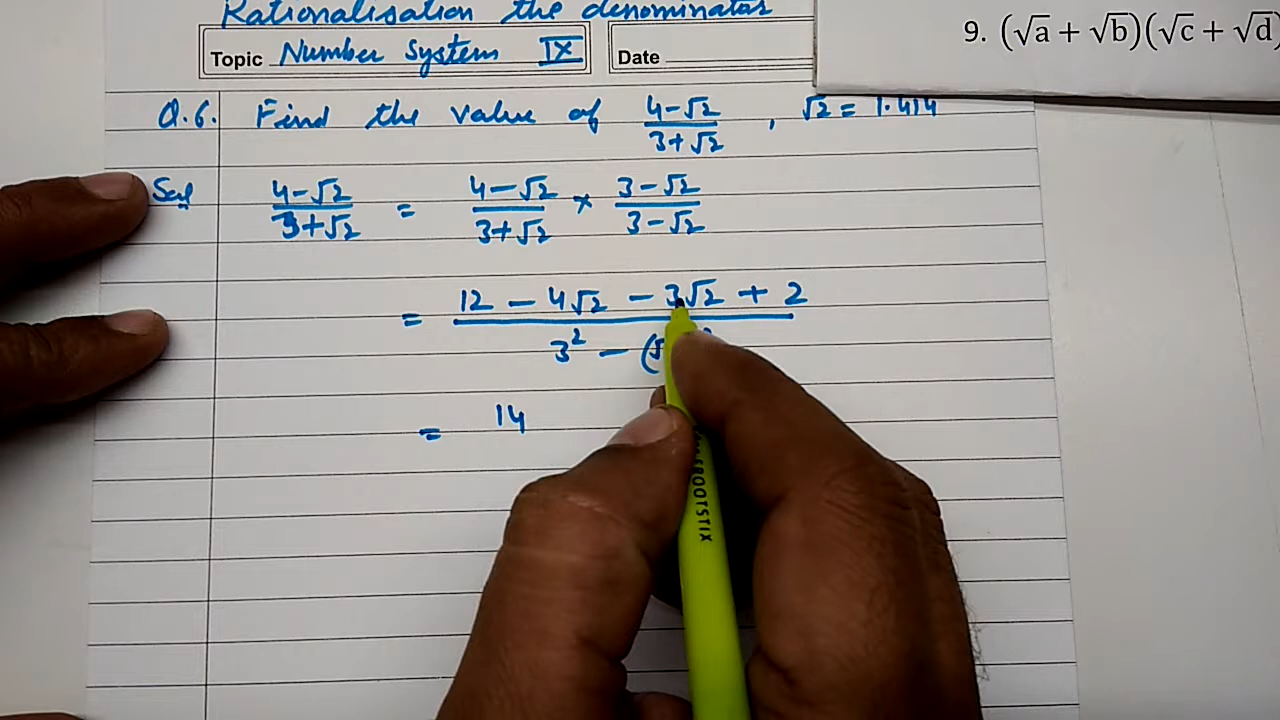 Rationalisation the denominator
Topic Number System IX Date
9. (√a + √b)(√c + √d)
Q.6. Find the value of (4-√2)/(3+√2) , √2 = 1.414
Sol (4-√2)/(3+√2) = (4-√2)/(3+√2) × (3-√2)/(3-√2)
= (12 - 4√2 - 3√2 + 2)/(3² - (√
= 14
ROOTSTIX